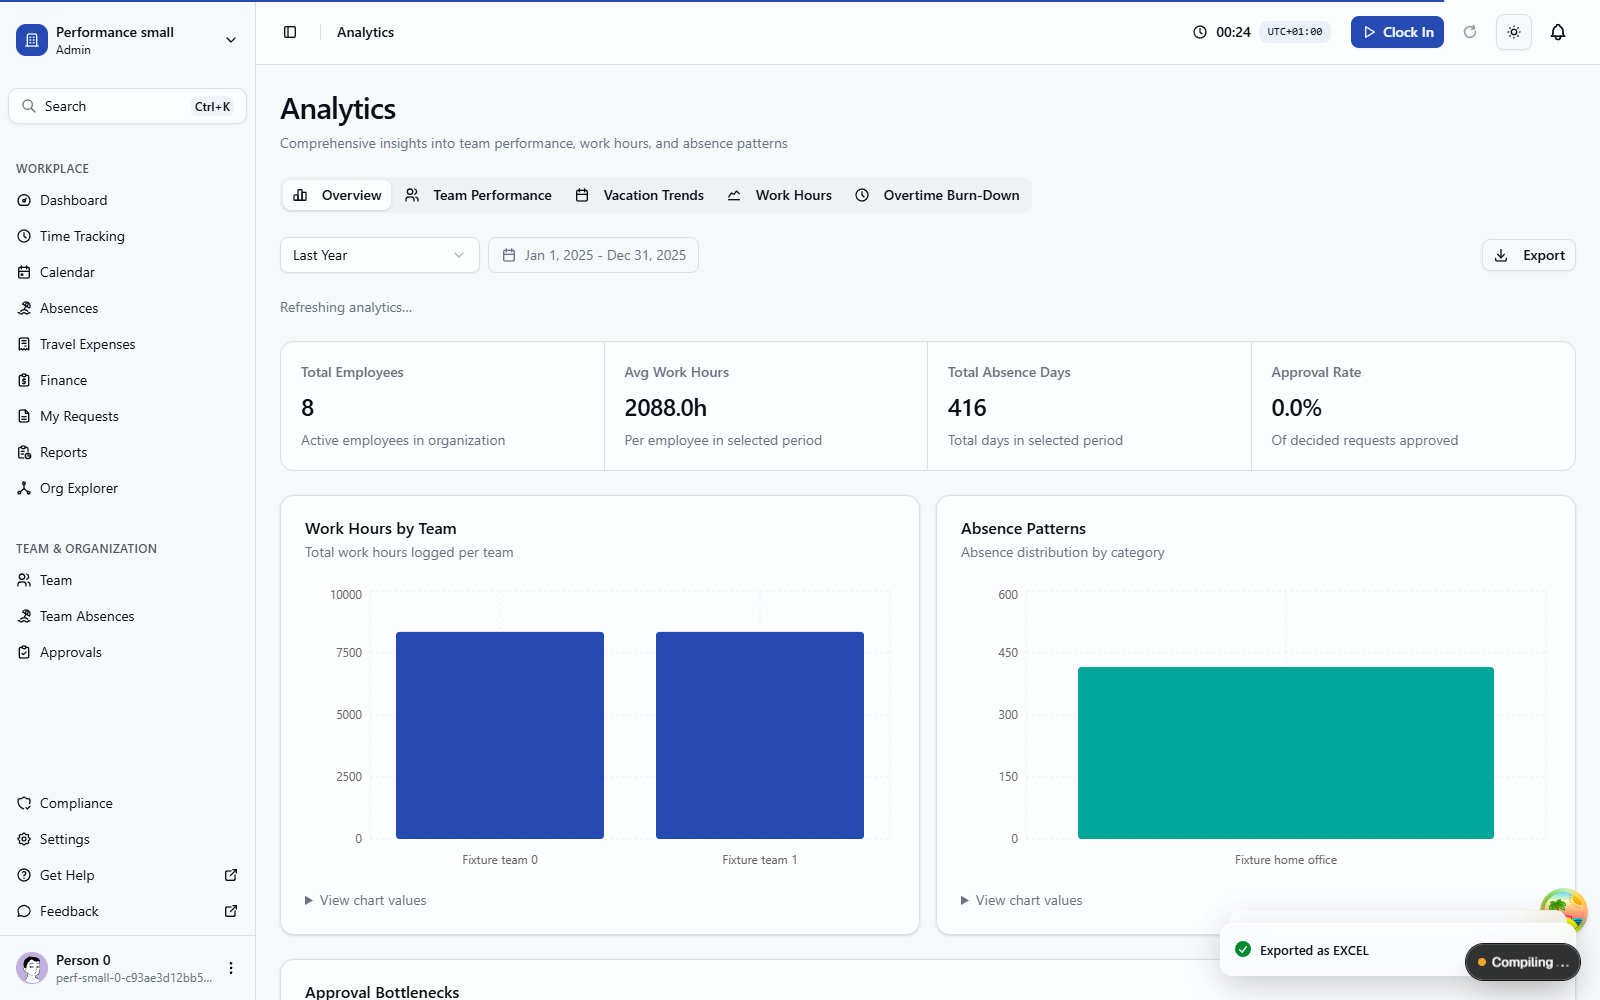 Performance small
Admin
Search
Ctrl+K
WORKPLACE
Dashboard
Time Tracking
Calendar
Absences
Travel Expenses
Finance
My Requests
Reports
Org Explorer
TEAM & ORGANIZATION
Team
Team Absences
Approvals
Compliance
Settings
Get Help
Feedback
Person 0
perf-small-0-c93ae3d12bb5...
Analytics
00:24
UTC+01:00
Clock In
Analytics
Comprehensive insights into team performance, work hours, and absence patterns
Overview
Team Performance
Vacation Trends
Work Hours
Overtime Burn-Down
Last Year
Jan 1, 2025 - Dec 31, 2025
Export
Refreshing analytics...
Total Employees
8
Active employees in organization
Avg Work Hours
2088.0h
Per employee in selected period
Total Absence Days
416
Total days in selected period
Approval Rate
0.0%
Of decided requests approved
Work Hours by Team
Total work hours logged per team
10000
7500
5000
2500
0
Fixture team 0
Fixture team 1
View chart values
Absence Patterns
Absence distribution by category
600
450
300
150
0
Fixture home office
View chart values
Approval Bottlenecks
Exported as EXCEL
Compiling ...